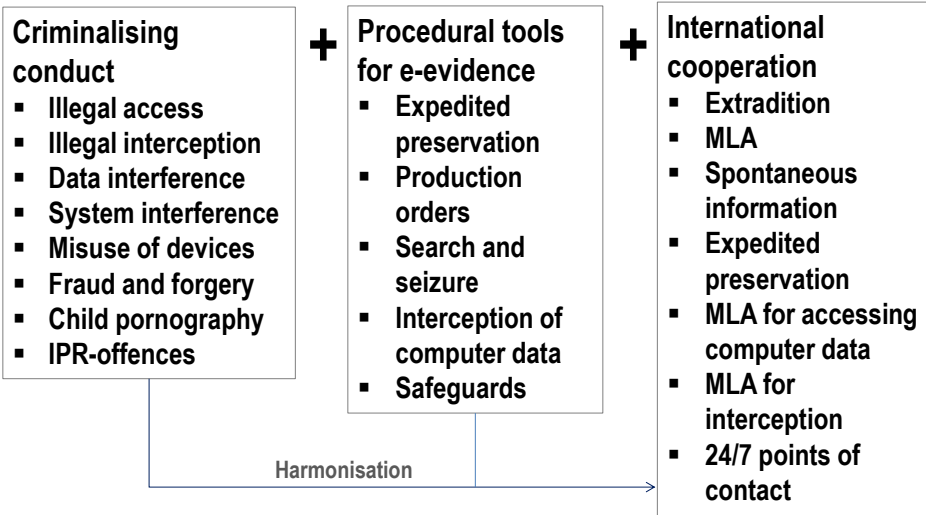 Criminalising
conduct
▪ Illegal access
▪ Illegal interception
▪ Data interference
▪ System interference
▪ Misuse of devices
▪ Fraud and forgery
▪ Child pornography
▪ IPR-offences
+
Procedural tools
for e-evidence
▪ Expedited
preservation
▪ Production
orders
▪ Search and
seizure
▪ Interception of
computer data
▪ Safeguards
+
International
cooperation
▪ Extradition
▪ MLA
▪ Spontaneous
information
▪ Expedited
preservation
▪ MLA for accessing
computer data
▪ MLA for
interception
▪ 24/7 points of
contact
Harmonisation